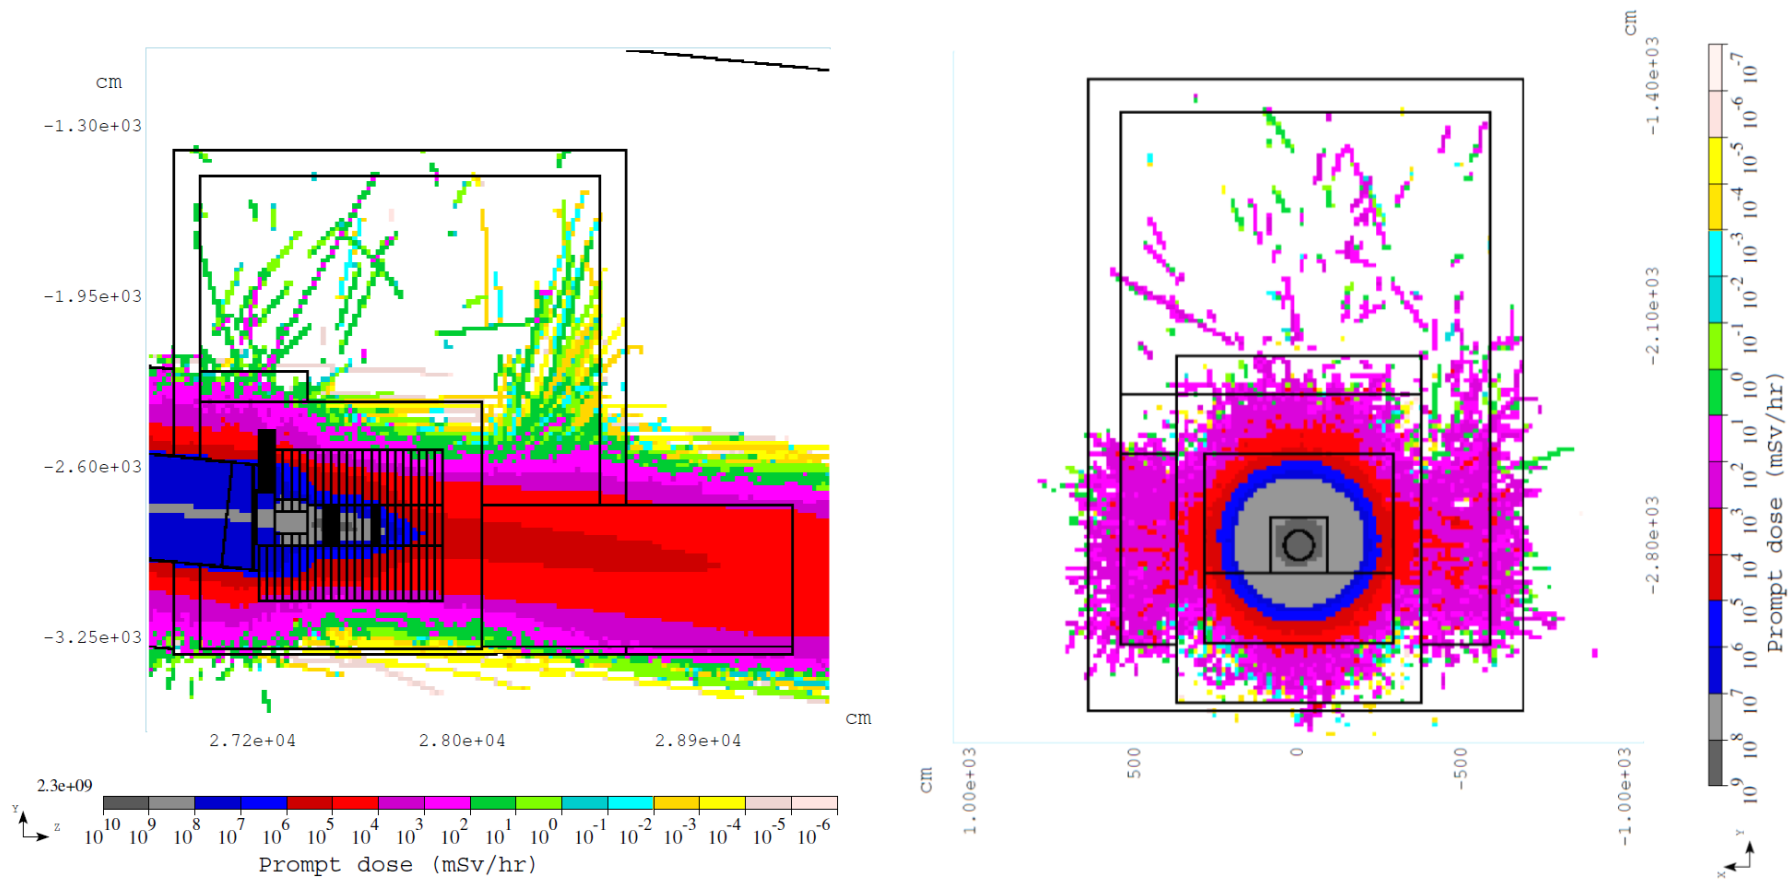 cm
-1.30e+03
-1.95e+03
-2.60e+03
-3.25e+03
cm
2.72e+04 2.80e+04 2.89e+04
2.3e+09
10^10 10^9 10^8 10^7 10^6 10^5 10^4 10^3 10^2 10^1 10^0 10^-1 10^-2 10^-3 10^-4 10^-5 10^-6
Prompt dose (mSv/hr)
Y
Z
cm
-1.40e+03
-2.10e+03
-2.80e+03
cm
1.00e+03
500
0
-500
-1.00e+03
10^-7
10^-6
10^-5
10^-4
10^-3
10^-2
10^-1
10^0
10^1
10^2
10^3
10^4
10^5
10^6
10^7
10^8
10^9
Prompt dose (mSv/hr)
Y
X